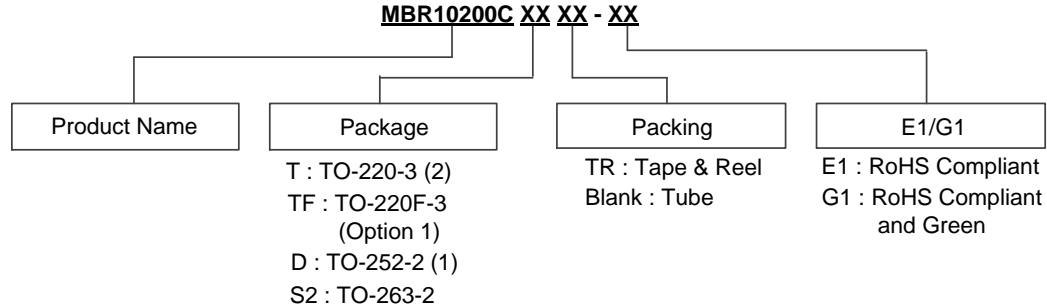 MBR10200C XX XX - XX
Product Name
Package
Packing
E1/G1
T : TO-220-3 (2)
TF : TO-220F-3
(Option 1)
D : TO-252-2 (1)
S2 : TO-263-2
TR : Tape & Reel
Blank : Tube
E1 : RoHS Compliant
G1 : RoHS Compliant
and Green